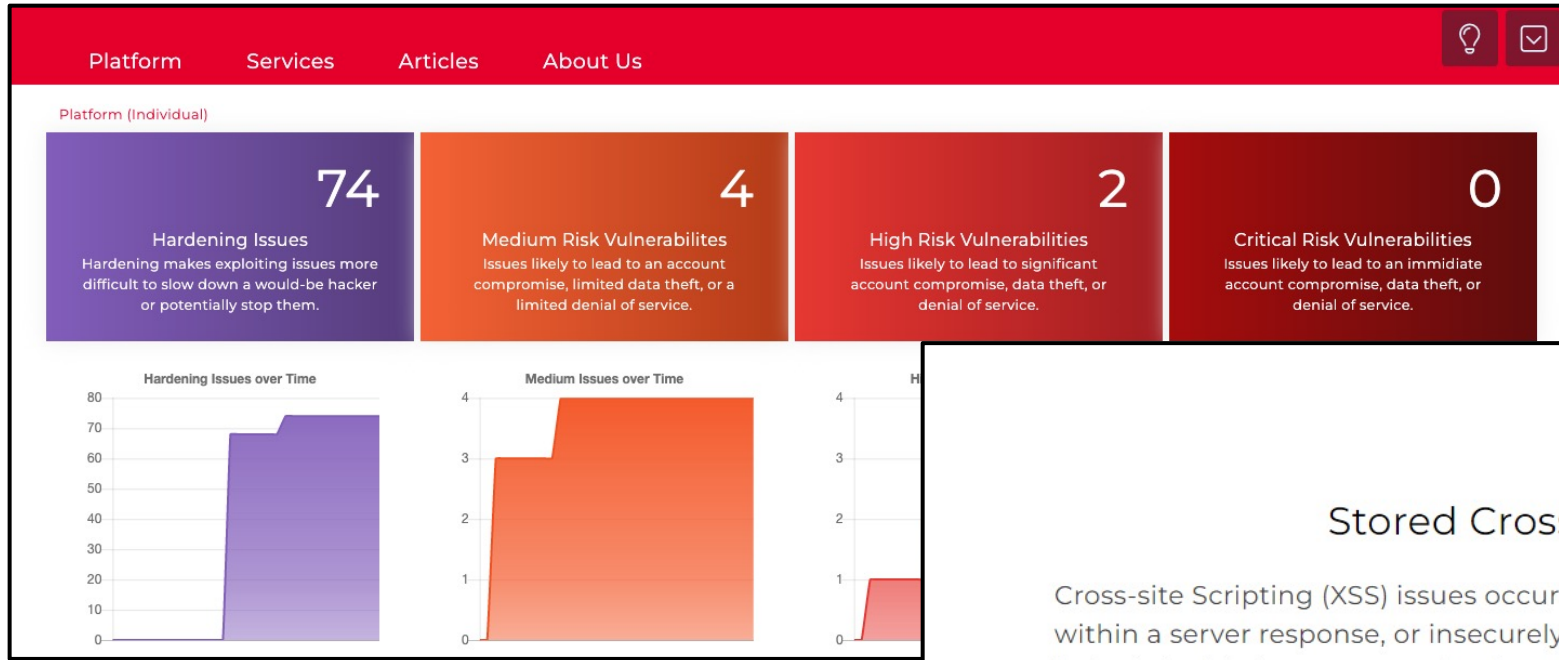 Platform Services Articles About Us
Platform (Individual)
74
Hardening Issues
Hardening makes exploiting issues more
difficult to slow down a would-be hacker
or potentially stop them.
4
Medium Risk Vulnerabilites
Issues likely to lead to an account
compromise, limited data theft, or a
limited denial of service.
2
High Risk Vulnerabilities
Issues likely to lead to significant
account compromise, data theft, or
denial of service.
0
Critical Risk Vulnerabilities
Issues likely to lead to an immidiate
account compromise, data theft, or
denial of service.
Hardening Issues over Time
80
70
60
50
40
30
20
10
0
Medium Issues over Time
4
3
2
1
0
4
3
2
1
0
Stored Cros
Cross-site Scripting (XSS) issues occur
within a server response, or insecurely